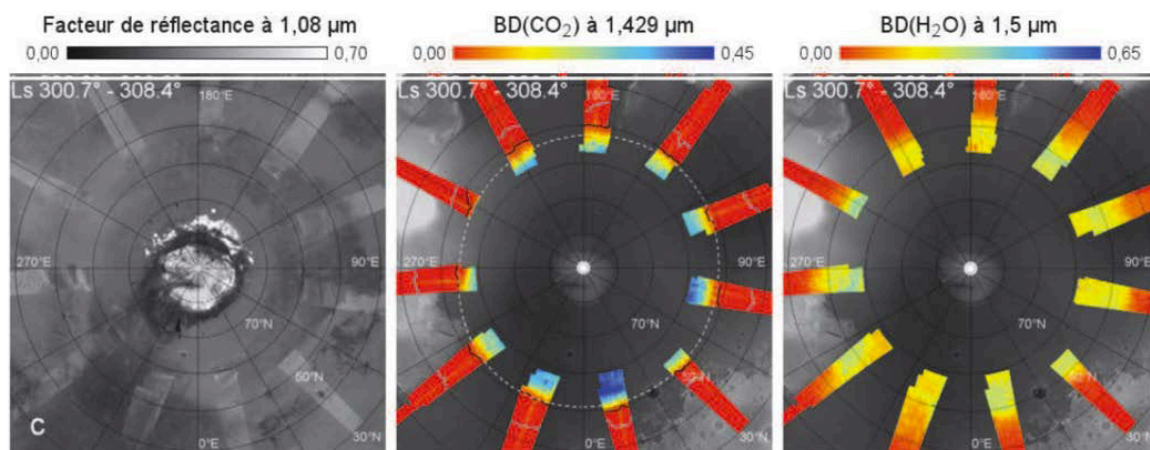 Facteur de réflectance à 1,08 µm
0,00 0,70
Ls 300.7° - 308.4°
180°E
270°E
90°E
70°N
50°N
C
0°E
30°N
BD(CO₂) à 1,429 µm
0,00 0,45
Ls 300.7° - 308.4°
180°E
270°E
90°E
70°N
0°E
30°N
BD(H₂O) à 1,5 µm
0,00 0,65
Ls 300.7° - 308.4°
180°E
270°E
90°E
70°N
0°E
30°N